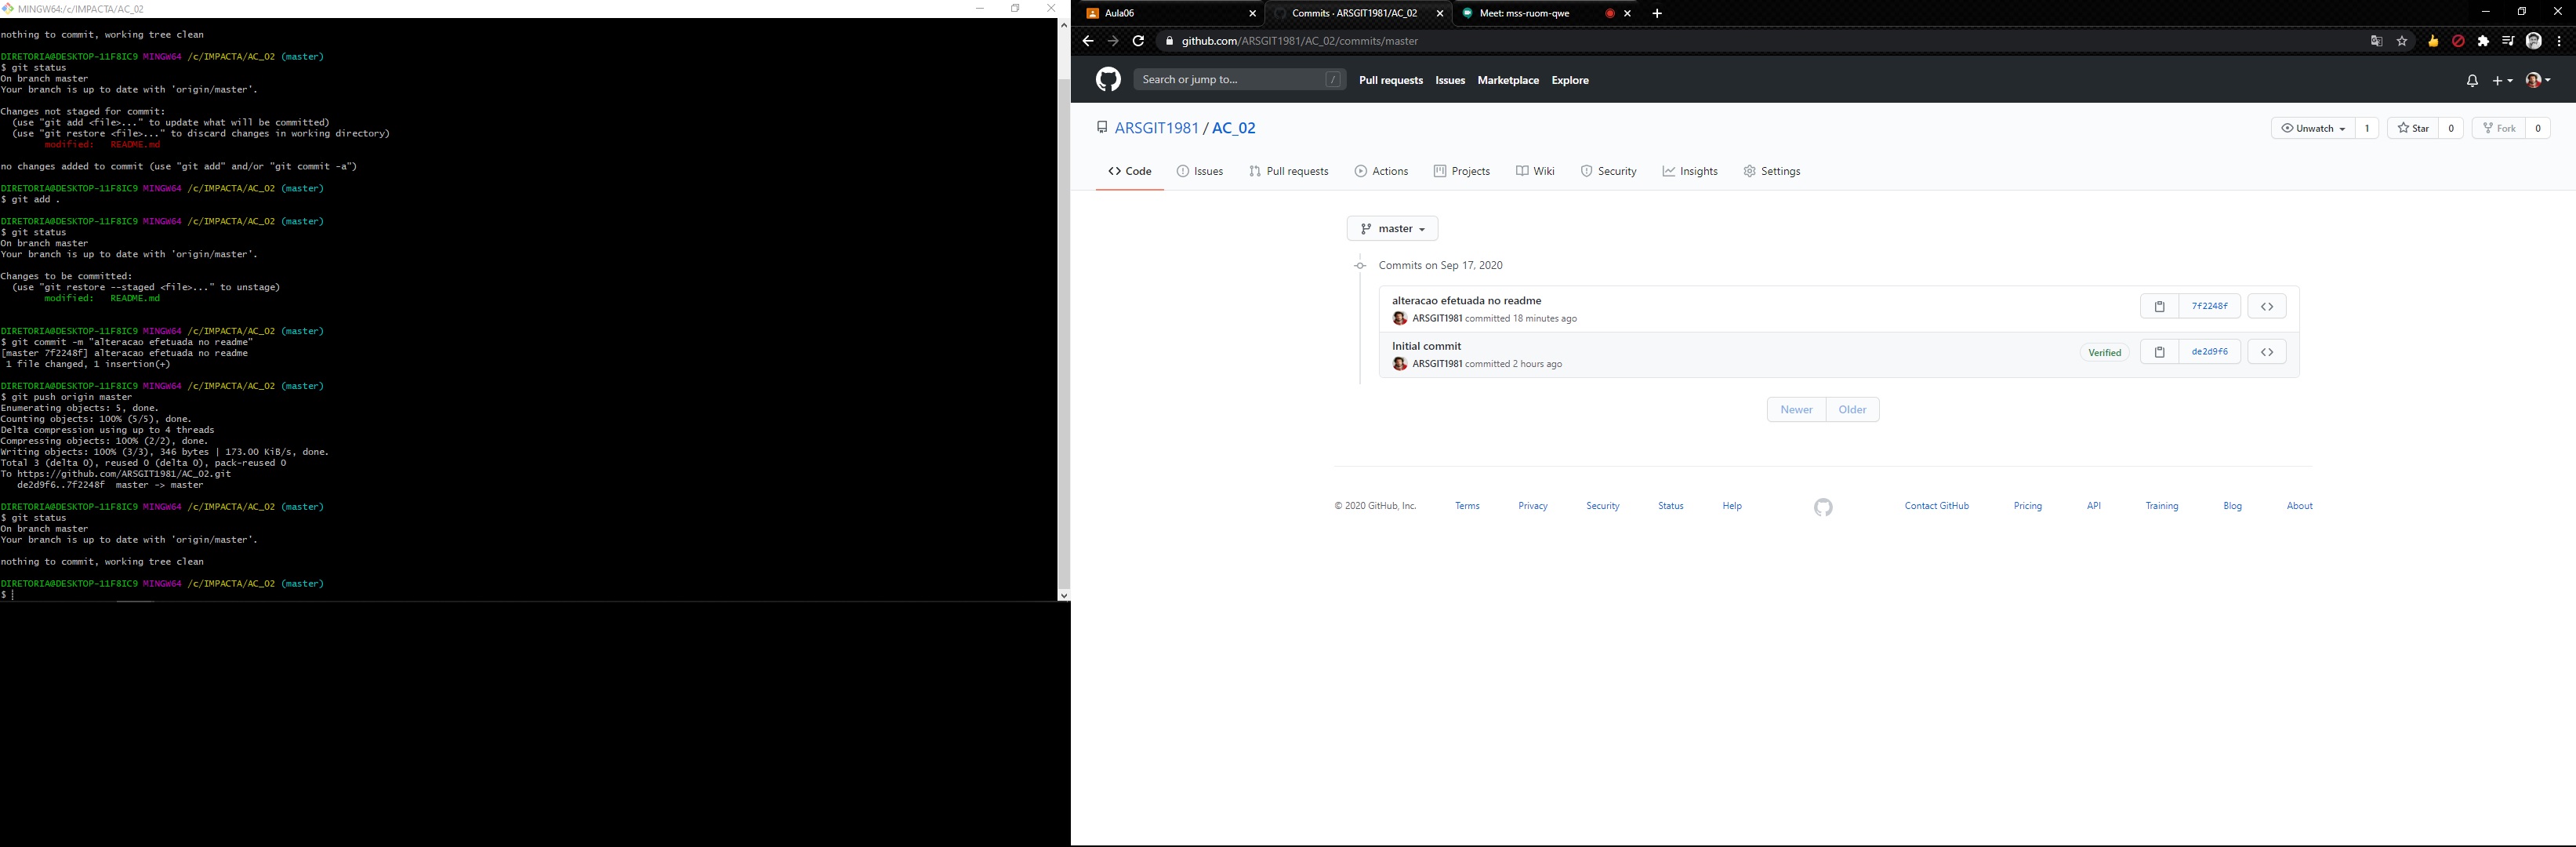 MINGW64:/c/IMPACTA/AC_02
nothing to commit, working tree clean
DIRETORIA@DESKTOP-11F8IC9 MINGW64 /c/IMPACTA/AC_02 (master)
$ git status
On branch master
Your branch is up to date with 'origin/master'.
Changes not staged for commit:
(use "git add <file>..." to update what will be committed)
(use "git restore <file>..." to discard changes in working directory)
modified: README.md
no changes added to commit (use "git add" and/or "git commit -a")
DIRETORIA@DESKTOP-11F8IC9 MINGW64 /c/IMPACTA/AC_02 (master)
$ git add .
DIRETORIA@DESKTOP-11F8IC9 MINGW64 /c/IMPACTA/AC_02 (master)
$ git status
On branch master
Your branch is up to date with 'origin/master'.
Changes to be committed:
(use "git restore --staged <file>..." to unstage)
modified: README.md
DIRETORIA@DESKTOP-11F8IC9 MINGW64 /c/IMPACTA/AC_02 (master)
$ git commit -m "alteracao efetuada no readme"
[master 7f2248f] alteracao efetuada no readme
1 file changed, 1 insertion(+)
DIRETORIA@DESKTOP-11F8IC9 MINGW64 /c/IMPACTA/AC_02 (master)
$ git push origin master
Enumerating objects: 5, done.
Counting objects: 100% (5/5), done.
Delta compression using up to 4 threads
Compressing objects: 100% (2/2), done.
Writing objects: 100% (3/3), 346 bytes | 173.00 KiB/s, done.
Total 3 (delta 0), reused 0 (delta 0), pack-reused 0
To https://github.com/ARSGIT1981/AC_02.git
de2d9f6..7f2248f master -> master
DIRETORIA@DESKTOP-11F8IC9 MINGW64 /c/IMPACTA/AC_02 (master)
$ git status
On branch master
Your branch is up to date with 'origin/master'.
nothing to commit, working tree clean
DIRETORIA@DESKTOP-11F8IC9 MINGW64 /c/IMPACTA/AC_02 (master)
$
Aula06
Commits · ARSGIT1981/AC_02
Meet: mss-ruom-qwe
github.com/ARSGIT1981/AC_02/commits/master
Search or jump to... /
Pull requests Issues Marketplace Explore
ARSGIT1981 / AC_02
Unwatch 1 Star 0 Fork 0
Code Issues Pull requests Actions Projects Wiki Security Insights Settings
master
Commits on Sep 17, 2020
alteracao efetuada no readme
ARSGIT1981 committed 18 minutes ago
7f2248f
Initial commit
ARSGIT1981 committed 2 hours ago
Verified de2d9f6
Newer Older
© 2020 GitHub, Inc. Terms Privacy Security Status Help Contact GitHub Pricing API Training Blog About